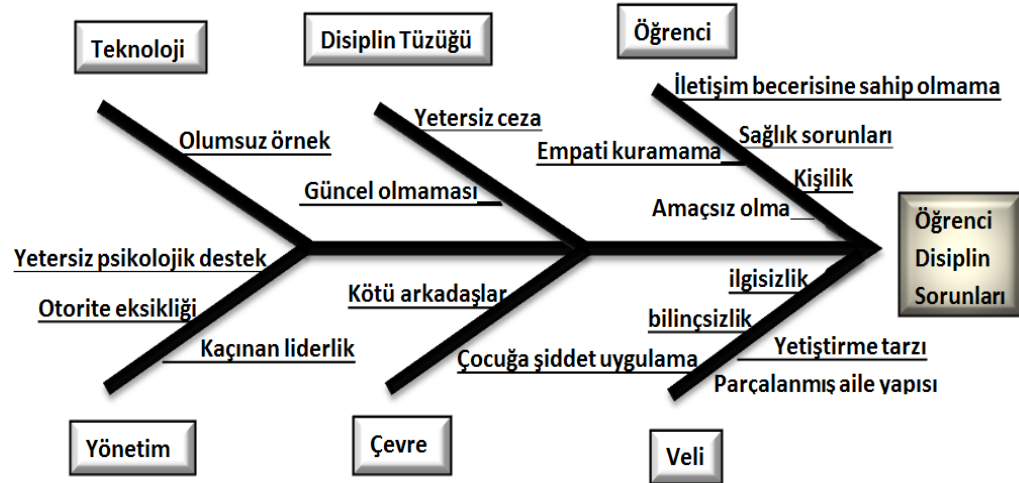 Teknoloji
Disiplin Tüzüğü
Öğrenci
İletişim becerisine sahip olmama
Yetersiz ceza
Olumsuz örnek
Sağlık sorunları
Empati kuramama
Kişilik
Güncel olmaması
Amaçsız olma
Öğrenci
Disiplin
Sorunları
Yetersiz psikolojik destek
ilgisizlik
Kötü arkadaşlar
Otorite eksikliği
bilinçsizlik
Kaçınan liderlik
Yetiştirme tarzı
Çocuğa şiddet uygulama
Parçalanmış aile yapısı
Yönetim
Çevre
Veli